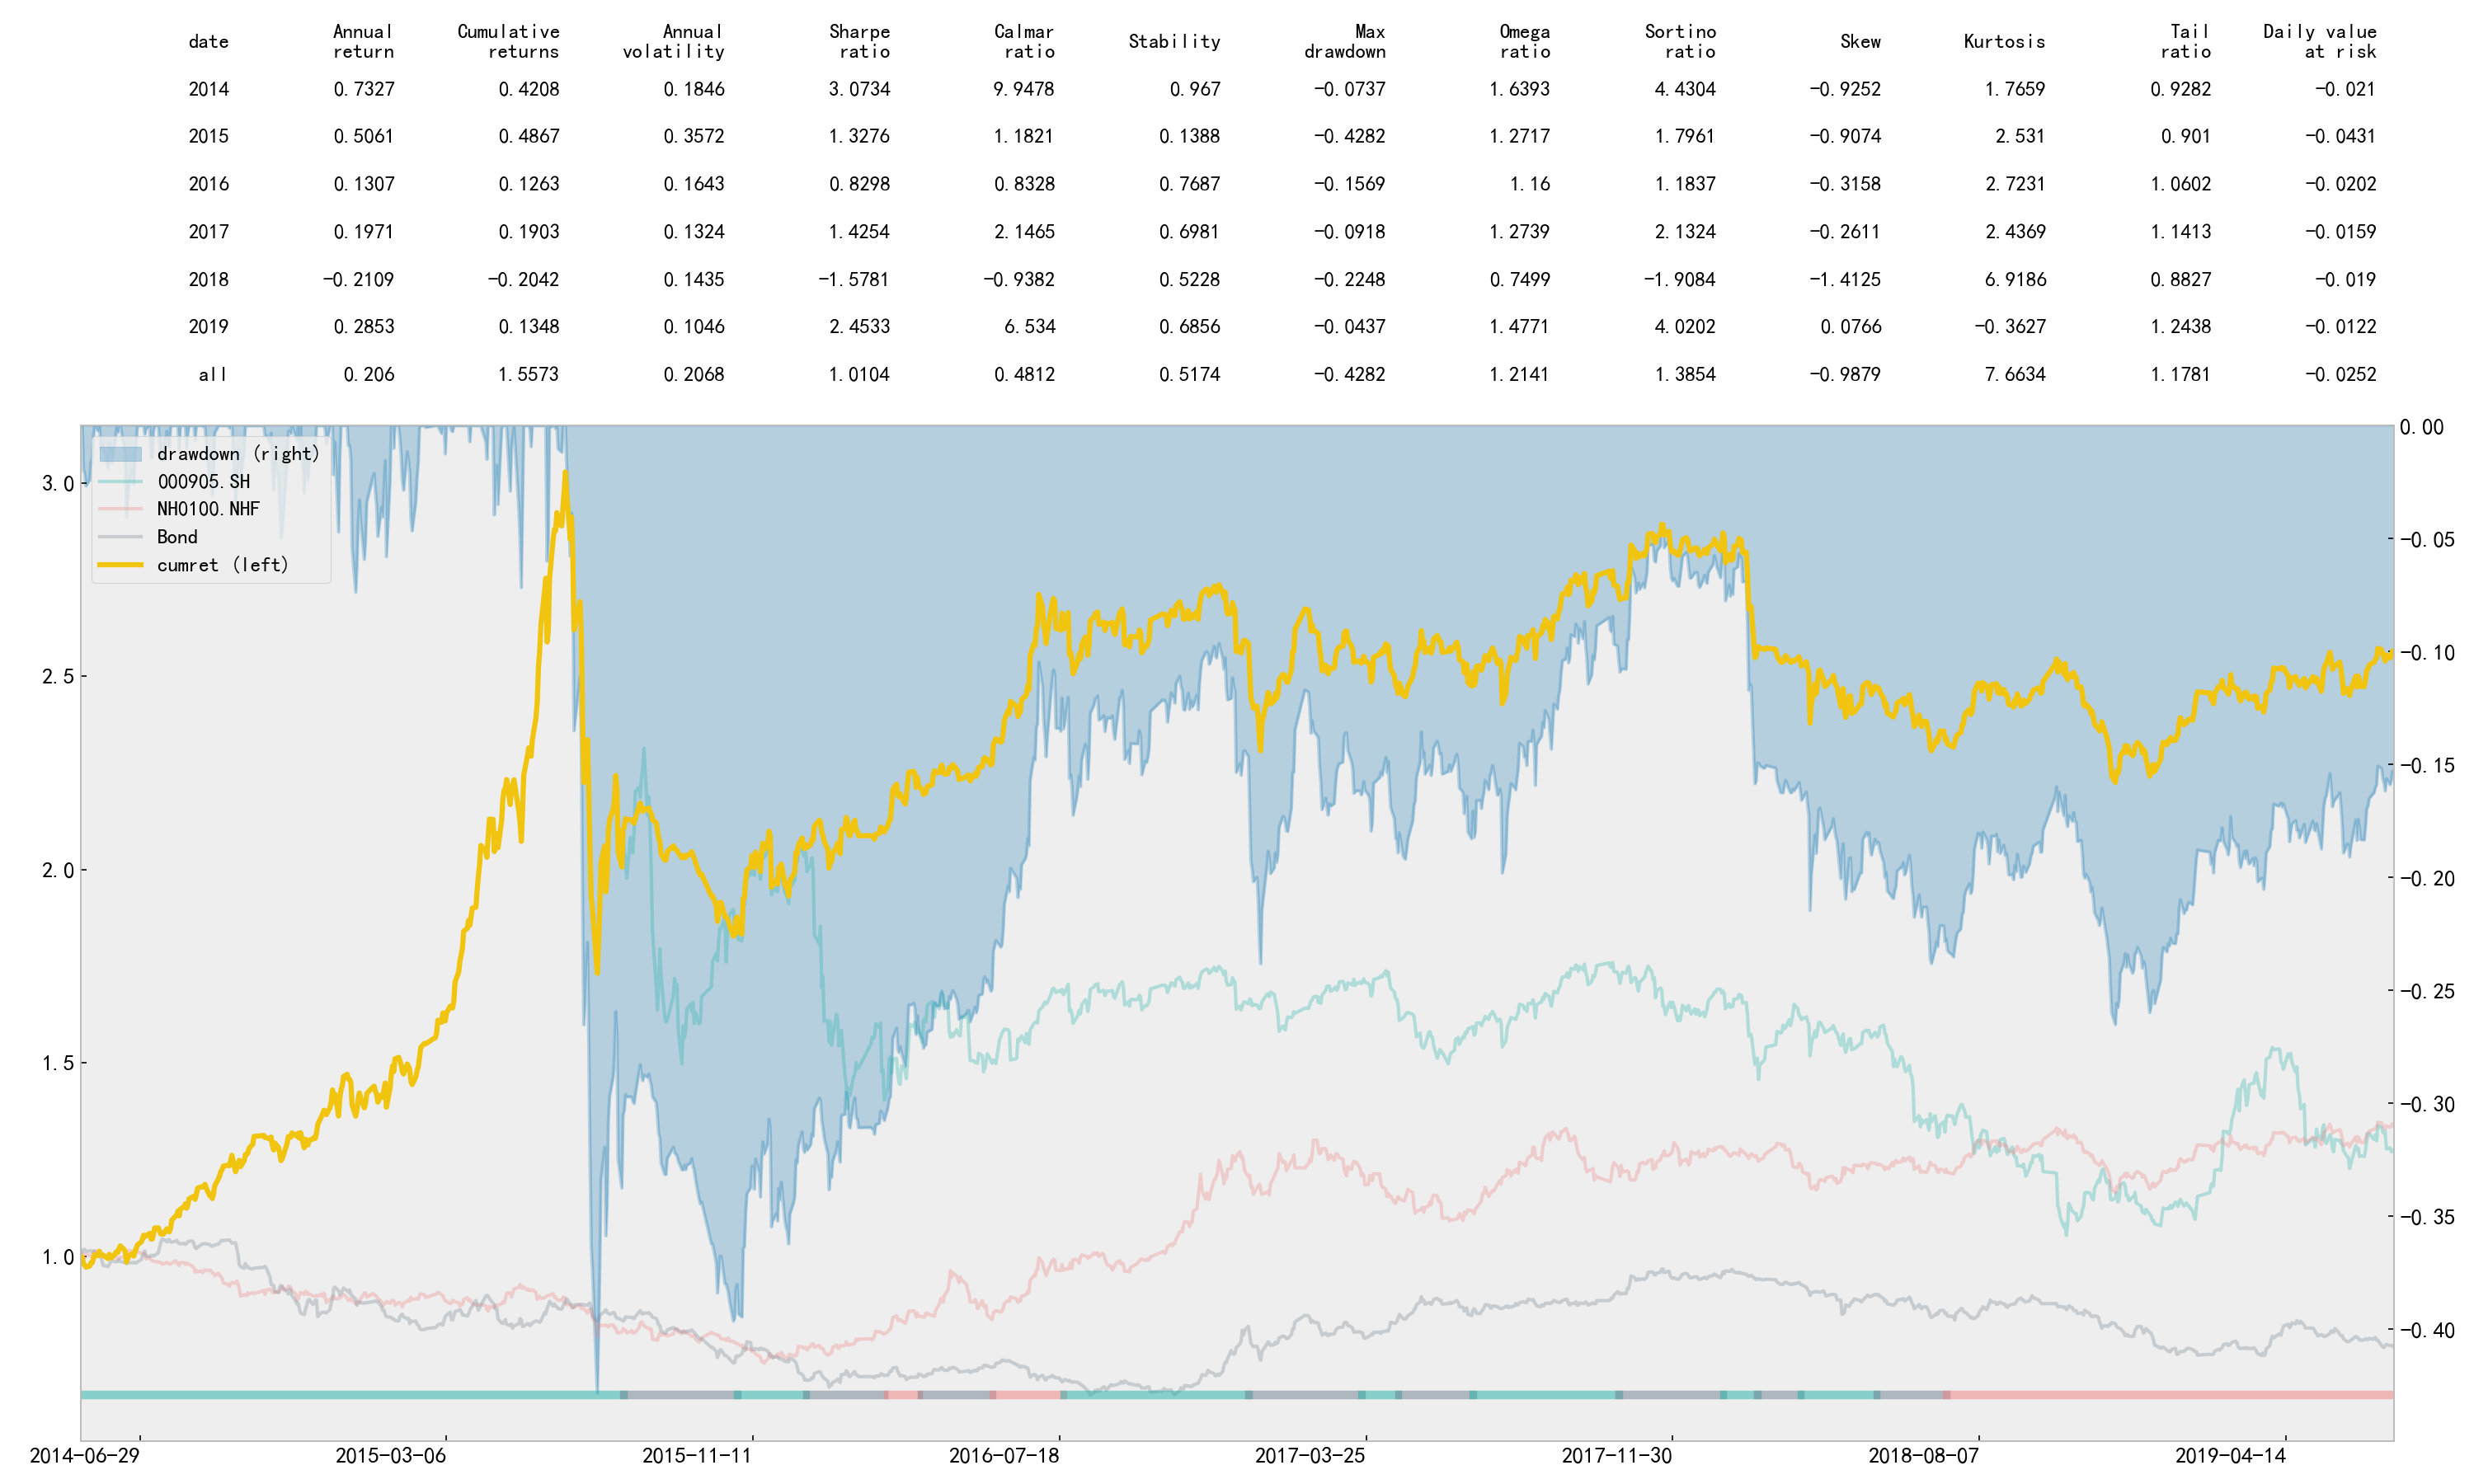 date Annual return Cumulative returns Annual volatility Sharpe ratio Calmar ratio Stability Max drawdown Omega ratio Sortino ratio Skew Kurtosis Tail ratio Daily value at risk
2014 0.7327 0.4208 0.1846 3.0734 9.9478 0.967 −0.0737 1.6393 4.4304 −0.9252 1.7659 0.9282 −0.021
2015 0.5061 0.4867 0.3572 1.3276 1.1821 0.1388 −0.4282 1.2717 1.7961 −0.9074 2.531 0.901 −0.0431
2016 0.1307 0.1263 0.1643 0.8298 0.8328 0.7687 −0.1569 1.16 1.1837 −0.3158 2.7231 1.0602 −0.0202
2017 0.1971 0.1903 0.1324 1.4254 2.1465 0.6981 −0.0918 1.2739 2.1324 −0.2611 2.4369 1.1413 −0.0159
2018 −0.2109 −0.2042 0.1435 −1.5781 −0.9382 0.5228 −0.2248 0.7499 −1.9084 −1.4125 6.9186 0.8827 −0.019
2019 0.2853 0.1348 0.1046 2.4533 6.534 0.6856 −0.0437 1.4771 4.0202 0.0766 −0.3627 1.2438 −0.0122
all 0.206 1.5573 0.2068 1.0104 0.4812 0.5174 −0.4282 1.2141 1.3854 −0.9879 7.6634 1.1781 −0.0252
drawdown (right)
000905.SH
NH0100.NHF
Bond
cumret (left)
3.0
2.5
2.0
1.5
1.0
0.00
−0.05
−0.10
−0.15
−0.20
−0.25
−0.30
−0.35
−0.40
2014-06-29 2015-03-06 2015-11-11 2016-07-18 2017-03-25 2017-11-30 2018-08-07 2019-04-14